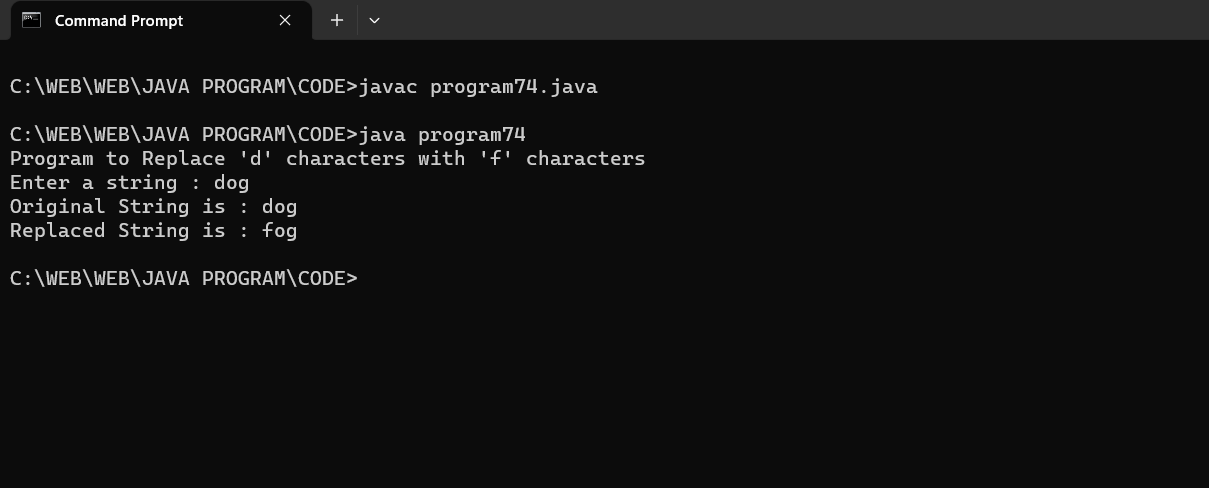 Command Prompt
C:\WEB\WEB\JAVA PROGRAM\CODE>javac program74.java
C:\WEB\WEB\JAVA PROGRAM\CODE>java program74
Program to Replace 'd' characters with 'f' characters
Enter a string : dog
Original String is : dog
Replaced String is : fog
C:\WEB\WEB\JAVA PROGRAM\CODE>